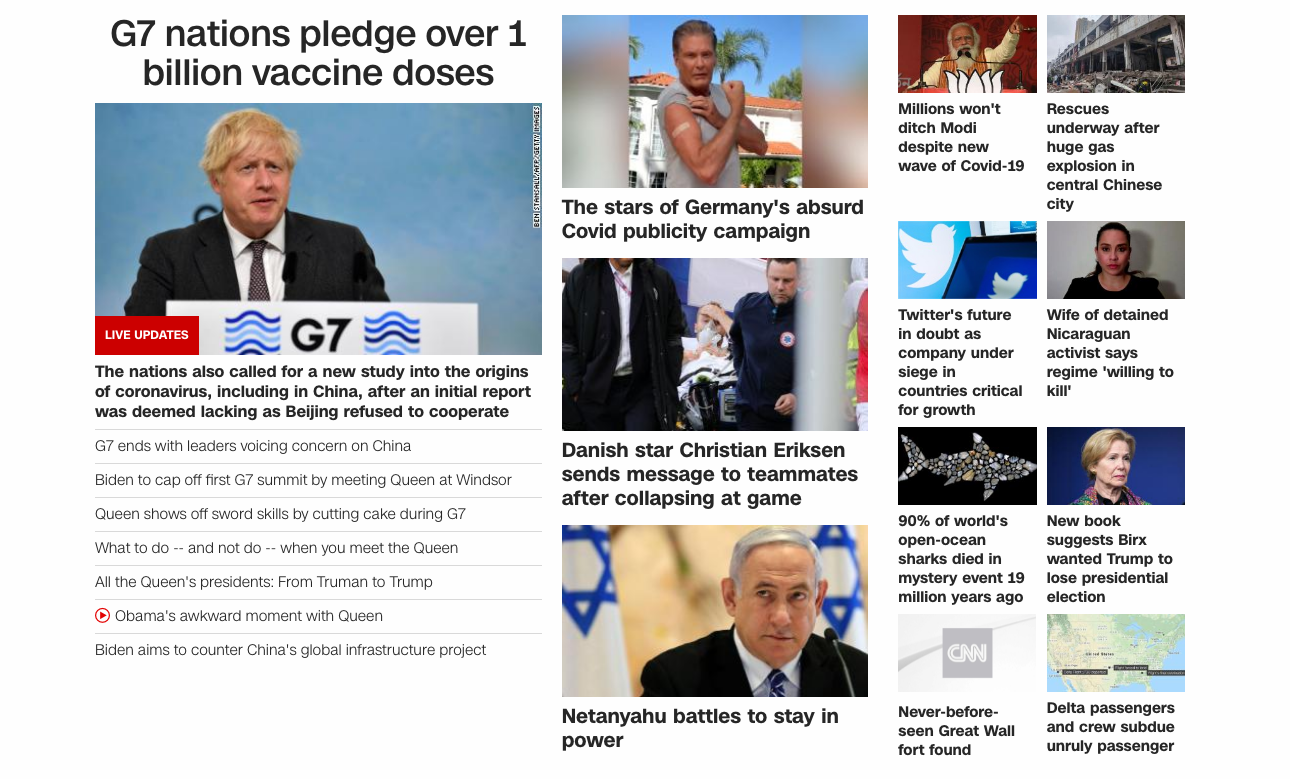 G7 nations pledge over 1
billion vaccine doses
BEN STANSALL/AFP/GETTY IMAGES
G7
LIVE UPDATES
The nations also called for a new study into the origins
of coronavirus, including in China, after an initial report
was deemed lacking as Beijing refused to cooperate
G7 ends with leaders voicing concern on China
Biden to cap off first G7 summit by meeting Queen at Windsor
Queen shows off sword skills by cutting cake during G7
What to do -- and not do -- when you meet the Queen
All the Queen's presidents: From Truman to Trump
Obama's awkward moment with Queen
Biden aims to counter China's global infrastructure project
The stars of Germany's absurd
Covid publicity campaign
Danish star Christian Eriksen
sends message to teammates
after collapsing at game
Netanyahu battles to stay in
power
Millions won't
ditch Modi
despite new
wave of Covid-19
Rescues
underway after
huge gas
explosion in
central Chinese
city
Twitter's future
in doubt as
company under
siege in
countries critical
for growth
Wife of detained
Nicaraguan
activist says
regime 'willing to
kill'
90% of world's
open-ocean
sharks died in
mystery event 19
million years ago
New book
suggests Birx
wanted Trump to
lose presidential
election
CNN
Never-before-
seen Great Wall
fort found
United States
Delta passengers
and crew subdue
unruly passenger